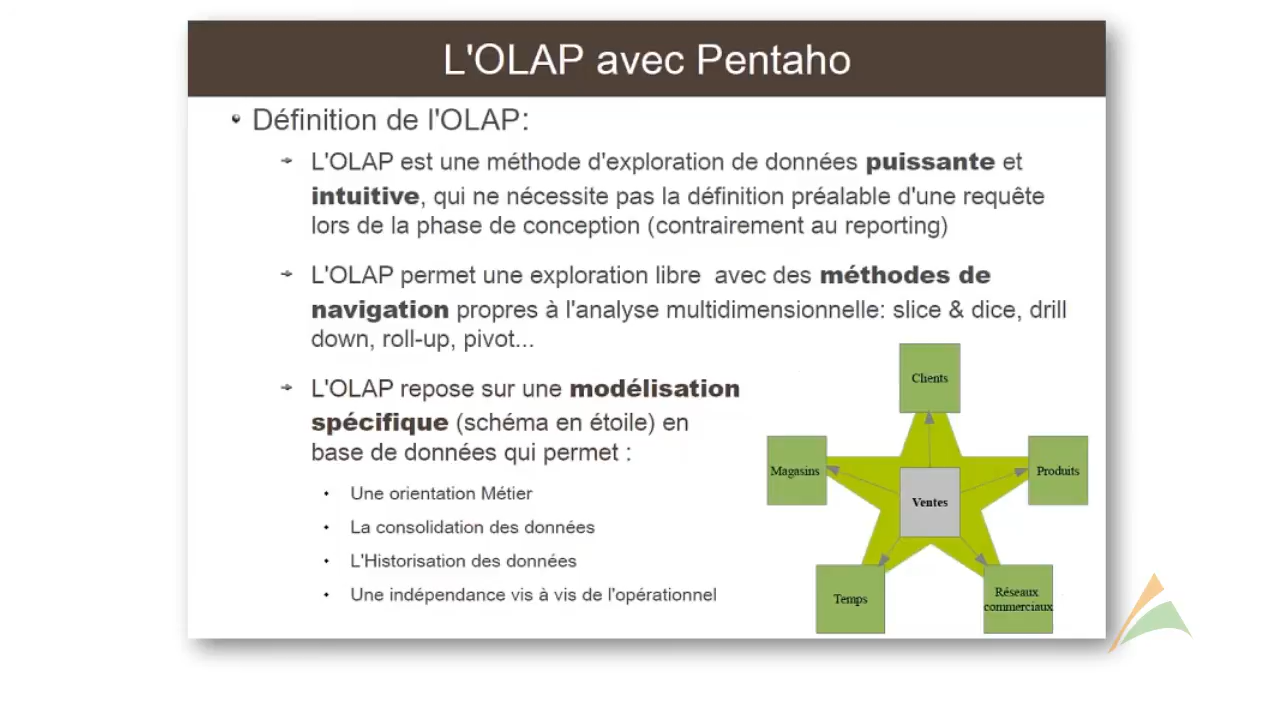 L'OLAP avec Pentaho
• Définition de l'OLAP:
L'OLAP est une méthode d'exploration de données puissante et
intuitive, qui ne nécessite pas la définition préalable d'une requête
lors de la phase de conception (contrairement au reporting)
L'OLAP permet une exploration libre avec des méthodes de
navigation propres à l'analyse multidimensionnelle: slice & dice, drill
down, roll-up, pivot...
L'OLAP repose sur une modélisation
spécifique (schéma en étoile) en
base de données qui permet :
Une orientation Métier
La consolidation des données
L'Historisation des données
Une indépendance vis à vis de l'opérationnel
Clients
Magasins
Produits
Ventes
Temps
Réseaux
commerciaux